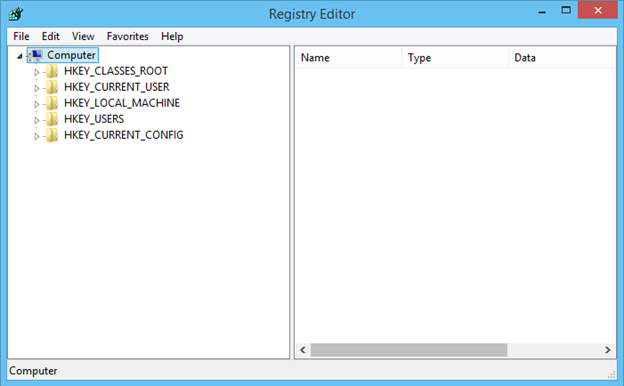 Registry Editor
File Edit View Favorites Help
Computer
HKEY_CLASSES_ROOT
HKEY_CURRENT_USER
HKEY_LOCAL_MACHINE
HKEY_USERS
HKEY_CURRENT_CONFIG
Name Type Data
Computer